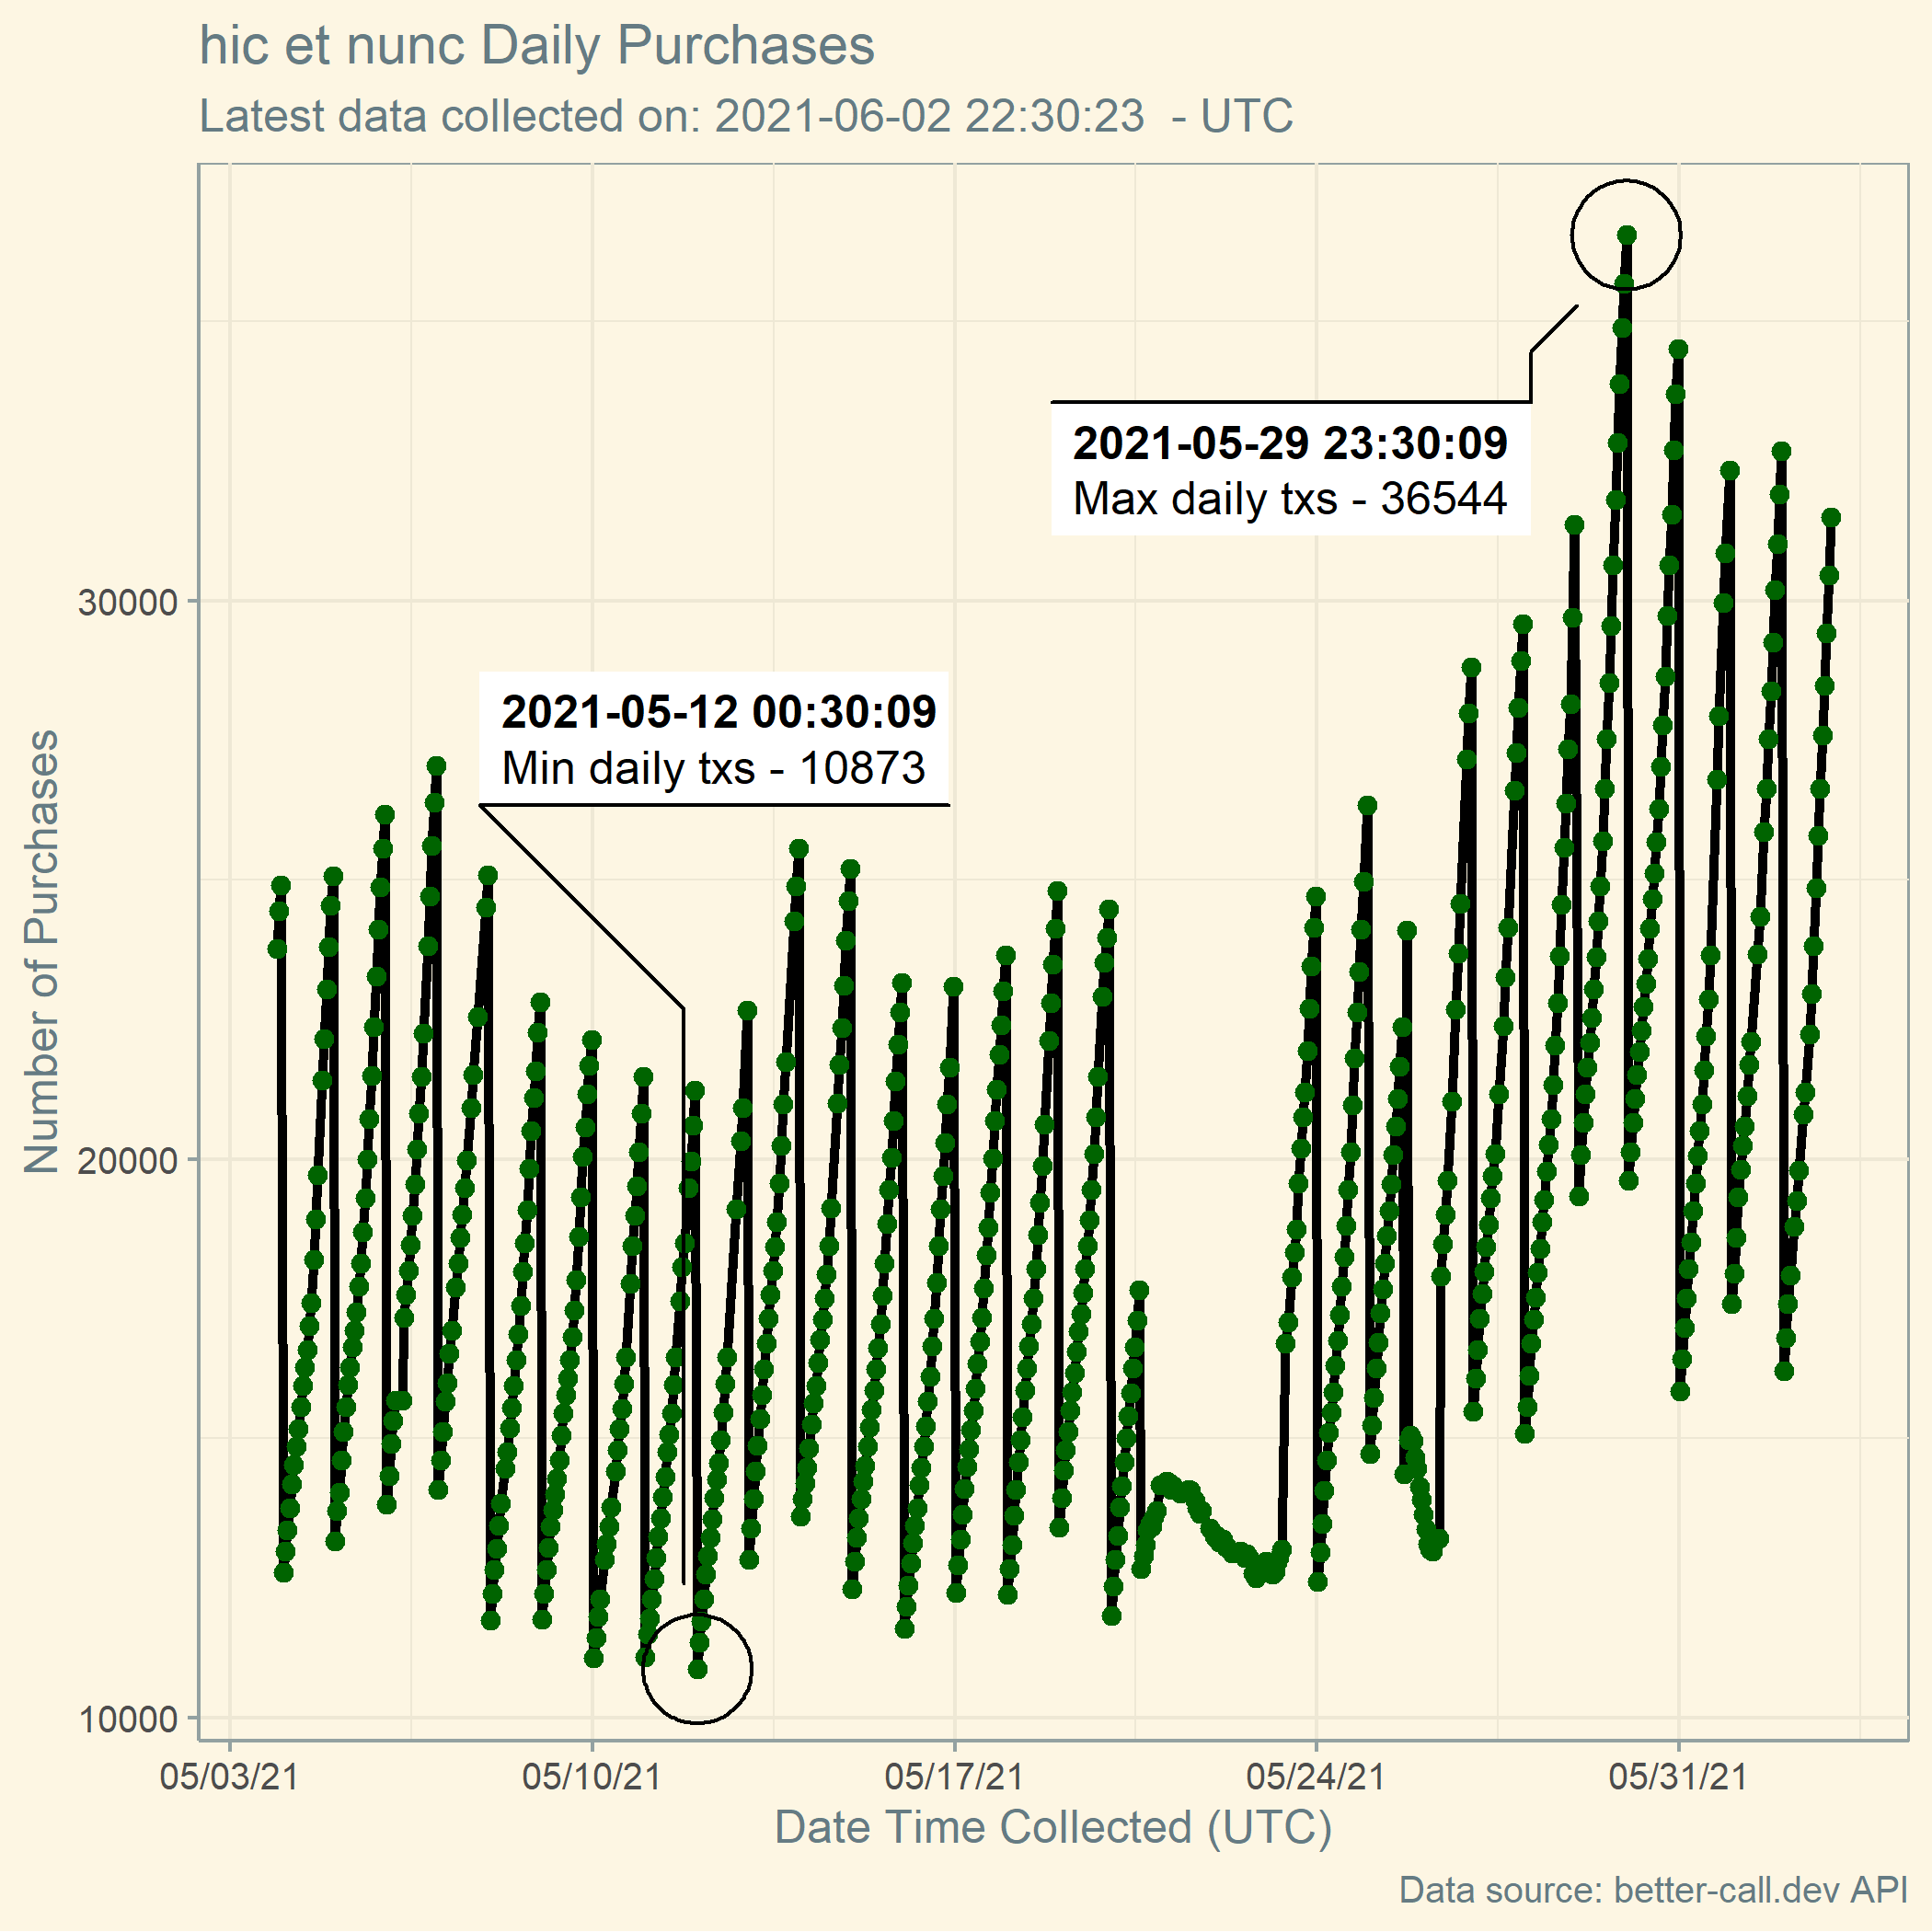 hic et nunc Daily Purchases
Latest data collected on: 2021-06-02 22:30:23  - UTC
2021-05-29 23:30:09
Max daily txs - 36544
2021-05-12 00:30:09
Min daily txs - 10873
Number of Purchases
30000
20000
10000
05/03/21
05/10/21
05/17/21
05/24/21
05/31/21
Date Time Collected (UTC)
Data source: better-call.dev API